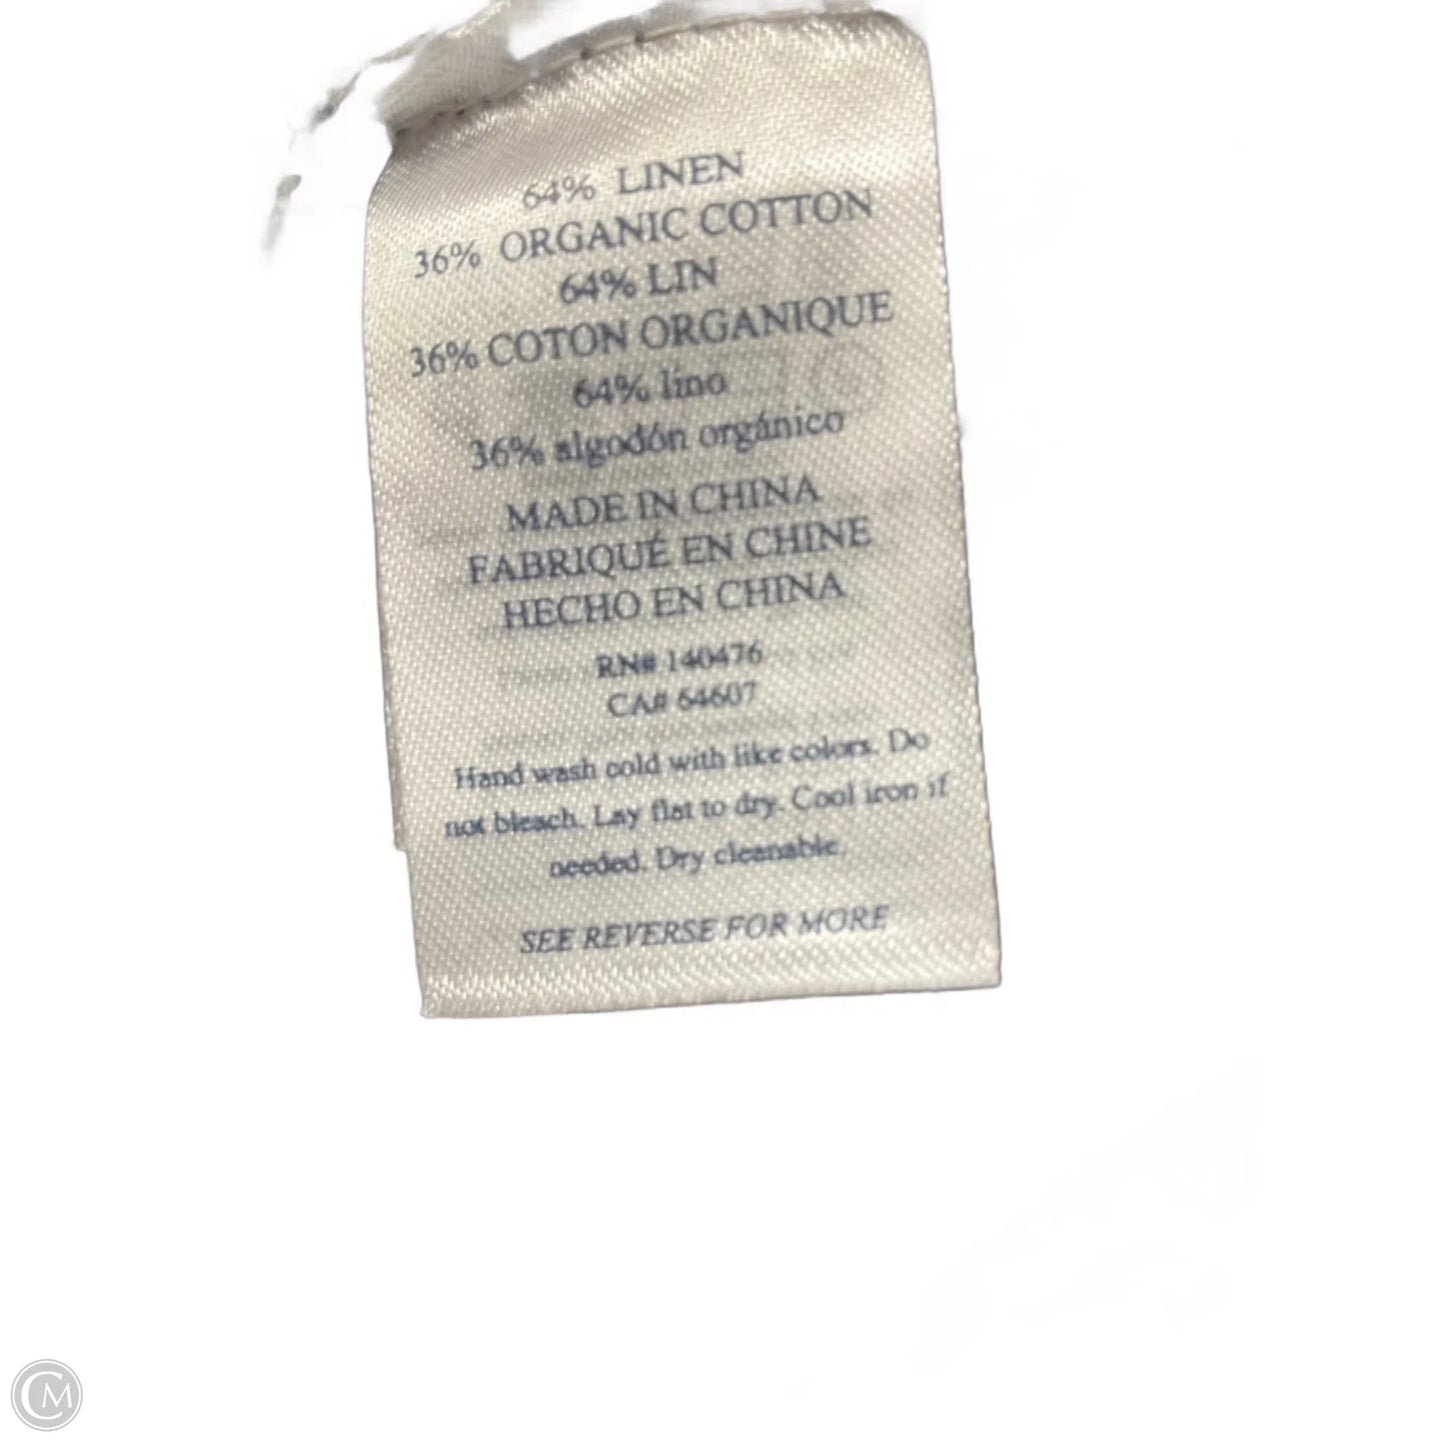 64% LINEN
36% ORGANIC COTTON
64% LIN
36% COTON ORGANIQUE
64% lino
36% algodón orgánico
MADE IN CHINA
FABRIQUÉ EN CHINE
HECHO EN CHINA
RN# 140476
CA# 64607
Hand wash cold with like colors. Do
not bleach. Lay flat to dry. Cool iron if
needed. Dry cleanable.
SEE REVERSE FOR MORE
CM